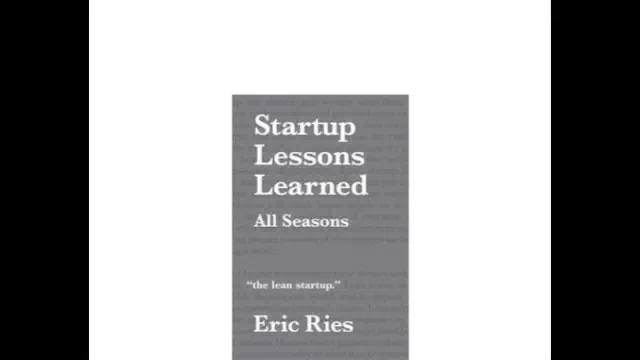 Startup
Lessons
Learned
All Seasons
“the lean startup.”
Eric Ries